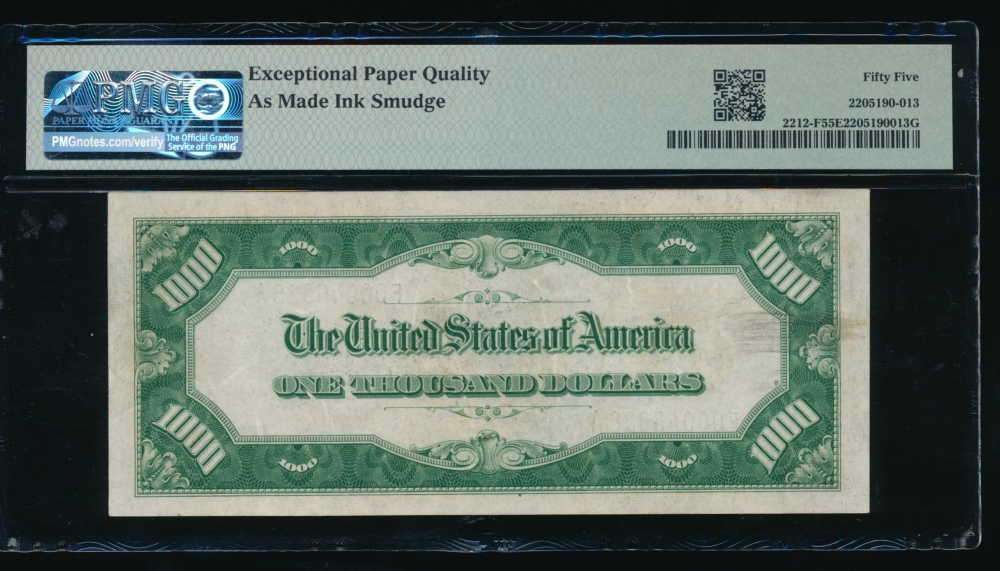 PMG
PAPER MONEY GUARANTY
PMGnotes.com/verify
The Official Grading
Service of the PNG
Exceptional Paper Quality
As Made Ink Smudge
Fifty Five
2205190-013
2212-F55E2205190013G
1000 1000 1000 1000
The United States of America
ONE THOUSAND DOLLARS
1000 1000 1000 1000